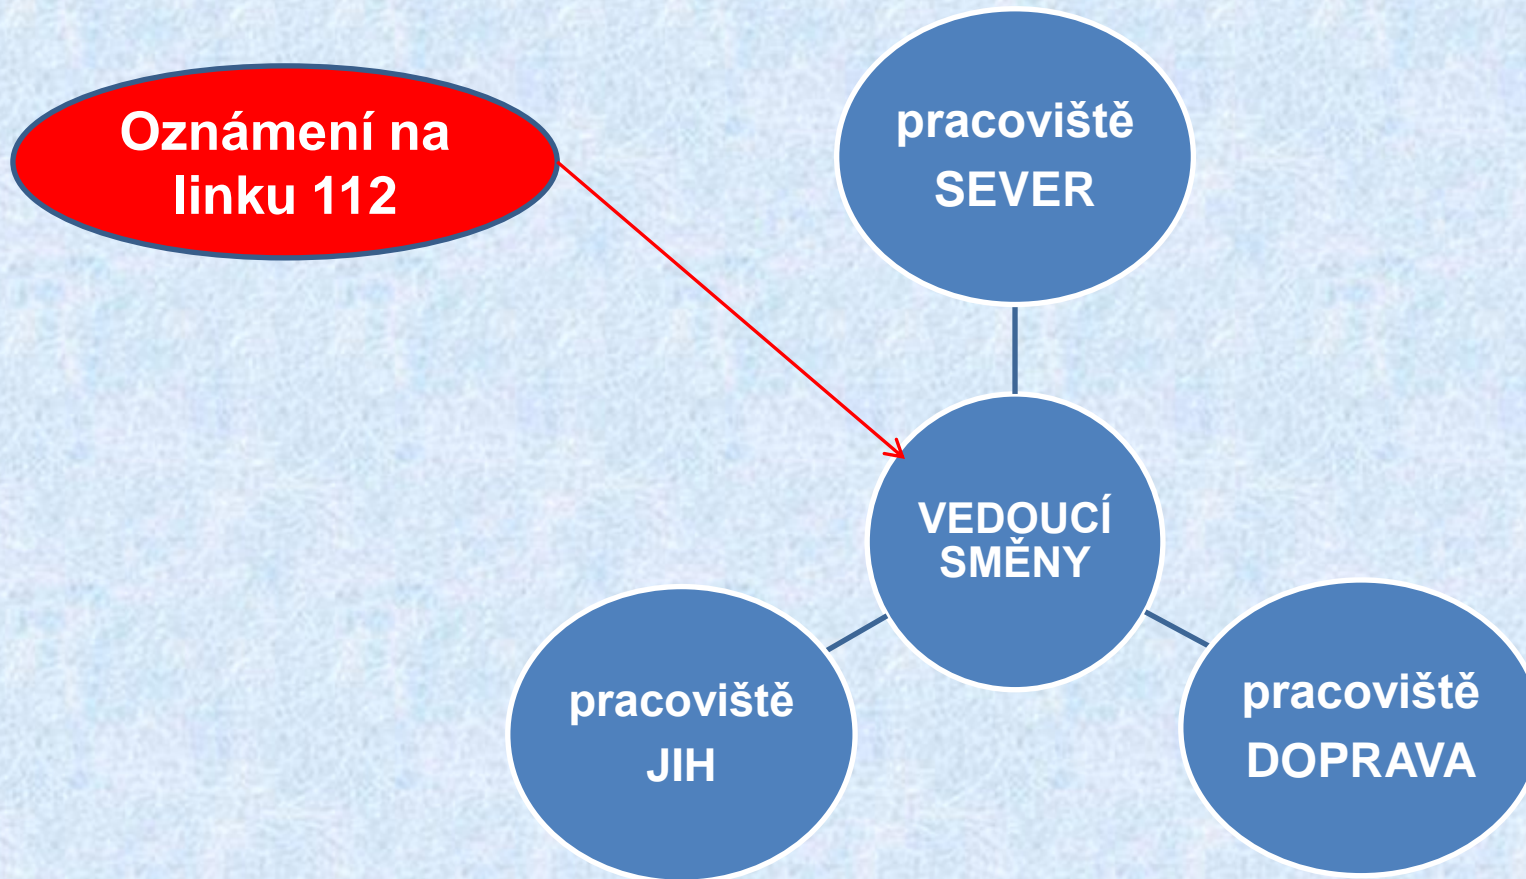 Oznámení na
linku 112
pracoviště
SEVER
VEDOUCÍ
SMĚNY
pracoviště
JIH
pracoviště
DOPRAVA